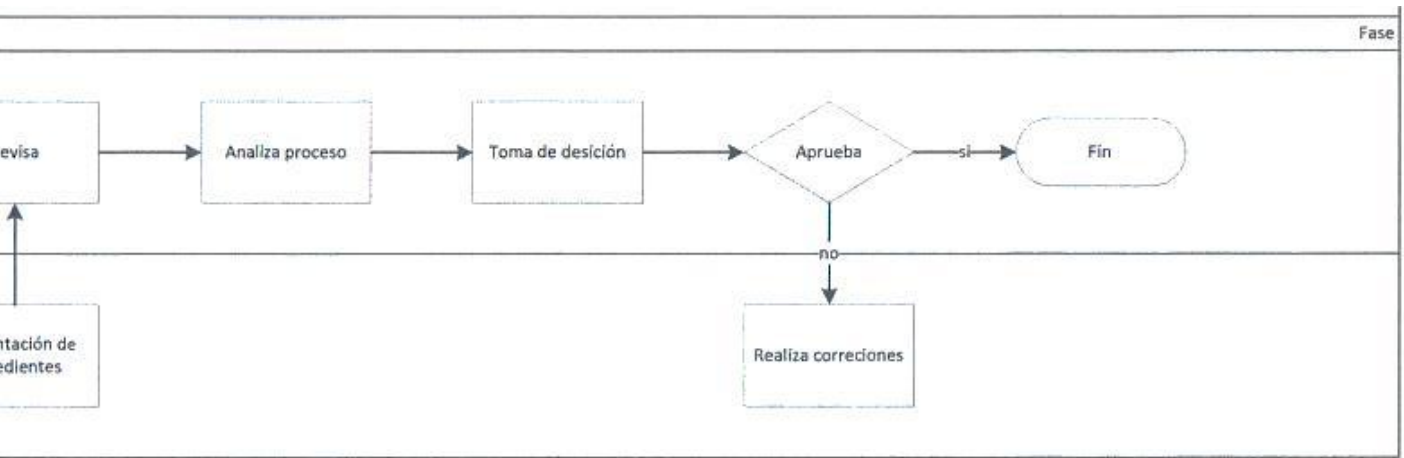 Fase
evisa
Analiza proceso
Toma de desición
Aprueba
si
Fin
no
ntación de
edientes
Realiza correciones